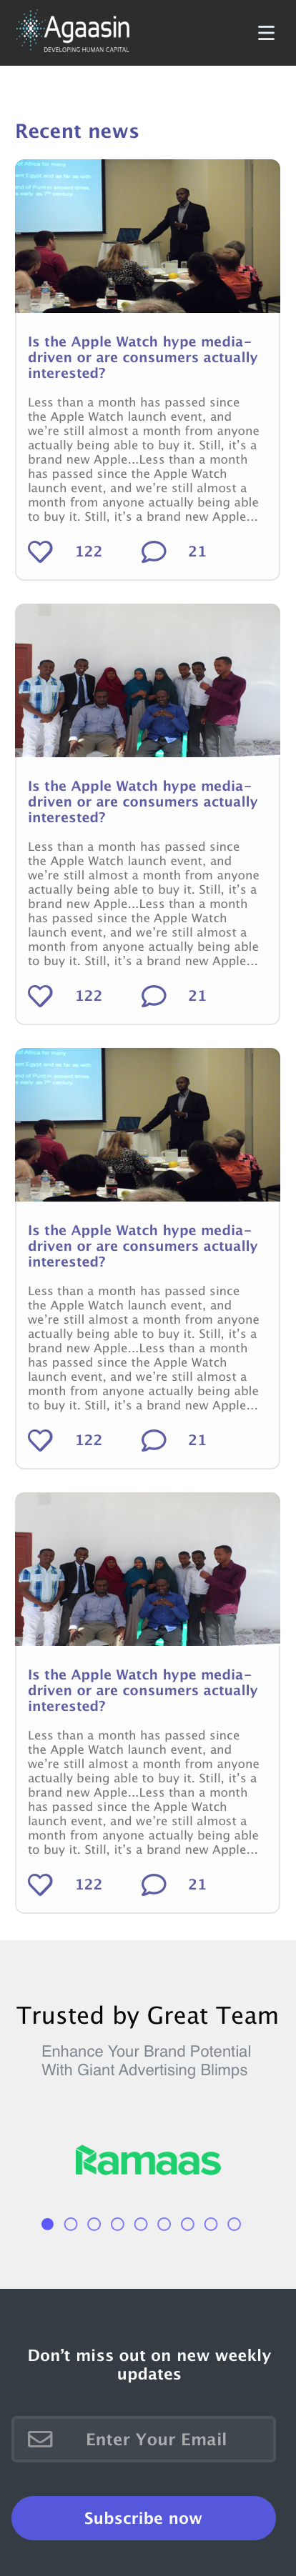 Agaasin
DEVELOPING HUMAN CAPITAL
Recent news
Is the Apple Watch hype media-
driven or are consumers actually
interested?
Less than a month has passed since
the Apple Watch launch event, and
we’re still almost a month from anyone
actually being able to buy it. Still, it’s a
brand new Apple...Less than a month
has passed since the Apple Watch
launch event, and we’re still almost a
month from anyone actually being able
to buy it. Still, it’s a brand new Apple...
122 21
Is the Apple Watch hype media-
driven or are consumers actually
interested?
Less than a month has passed since
the Apple Watch launch event, and
we’re still almost a month from anyone
actually being able to buy it. Still, it’s a
brand new Apple...Less than a month
has passed since the Apple Watch
launch event, and we’re still almost a
month from anyone actually being able
to buy it. Still, it’s a brand new Apple...
122 21
Is the Apple Watch hype media-
driven or are consumers actually
interested?
Less than a month has passed since
the Apple Watch launch event, and
we’re still almost a month from anyone
actually being able to buy it. Still, it’s a
brand new Apple...Less than a month
has passed since the Apple Watch
launch event, and we’re still almost a
month from anyone actually being able
to buy it. Still, it’s a brand new Apple...
122 21
Is the Apple Watch hype media-
driven or are consumers actually
interested?
Less than a month has passed since
the Apple Watch launch event, and
we’re still almost a month from anyone
actually being able to buy it. Still, it’s a
brand new Apple...Less than a month
has passed since the Apple Watch
launch event, and we’re still almost a
month from anyone actually being able
to buy it. Still, it’s a brand new Apple...
122 21
Trusted by Great Team
Enhance Your Brand Potential
With Giant Advertising Blimps
Ramaas
Don’t miss out on new weekly
updates
Enter Your Email
Subscribe now